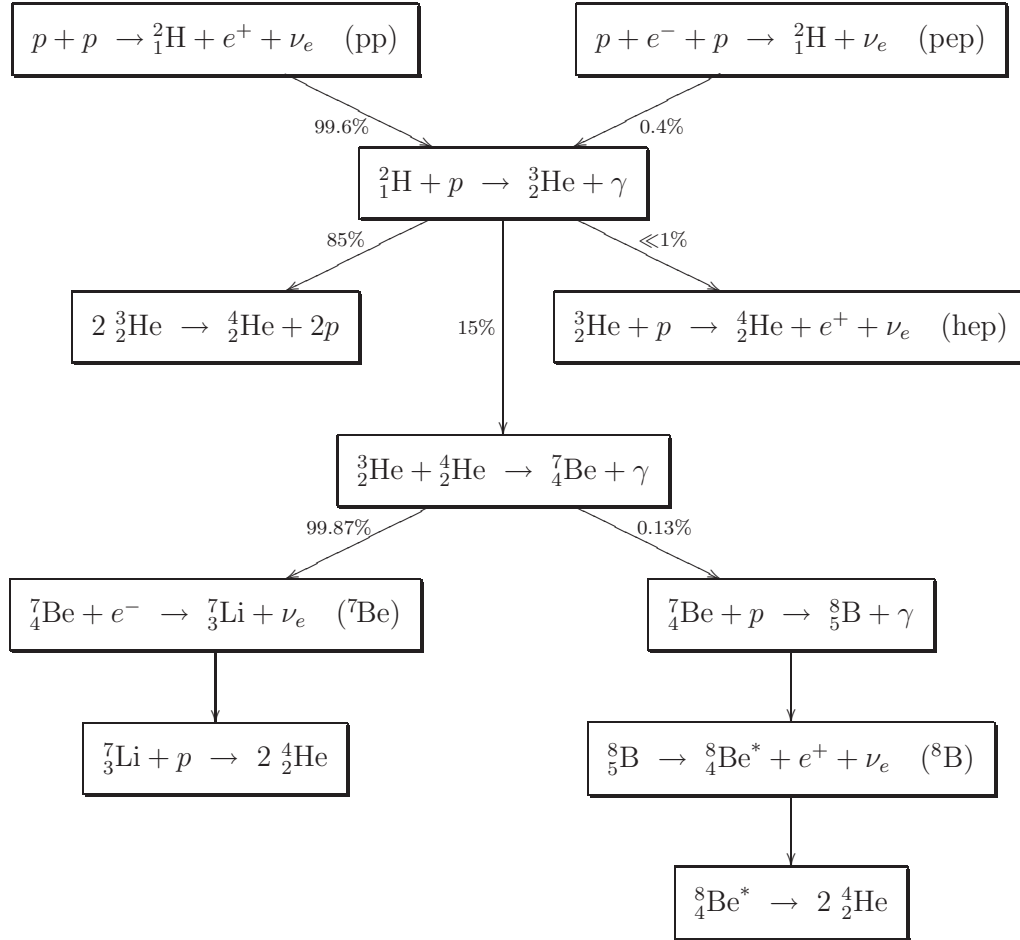 p + p → ²₁H + e⁺ + νₑ (pp)
p + e⁻ + p → ²₁H + νₑ (pep)
99.6%
0.4%
²₁H + p → ³₂He + γ
85%
≪1%
2 ³₂He → ⁴₂He + 2p
15%
³₂He + p → ⁴₂He + e⁺ + νₑ (hep)
³₂He + ⁴₂He → ⁷₄Be + γ
99.87%
0.13%
⁷₄Be + e⁻ → ⁷₃Li + νₑ (⁷Be)
⁷₄Be + p → ⁸₅B + γ
⁷₃Li + p → 2 ⁴₂He
⁸₅B → ⁸₄Be* + e⁺ + νₑ (⁸B)
⁸₄Be* → 2 ⁴₂He